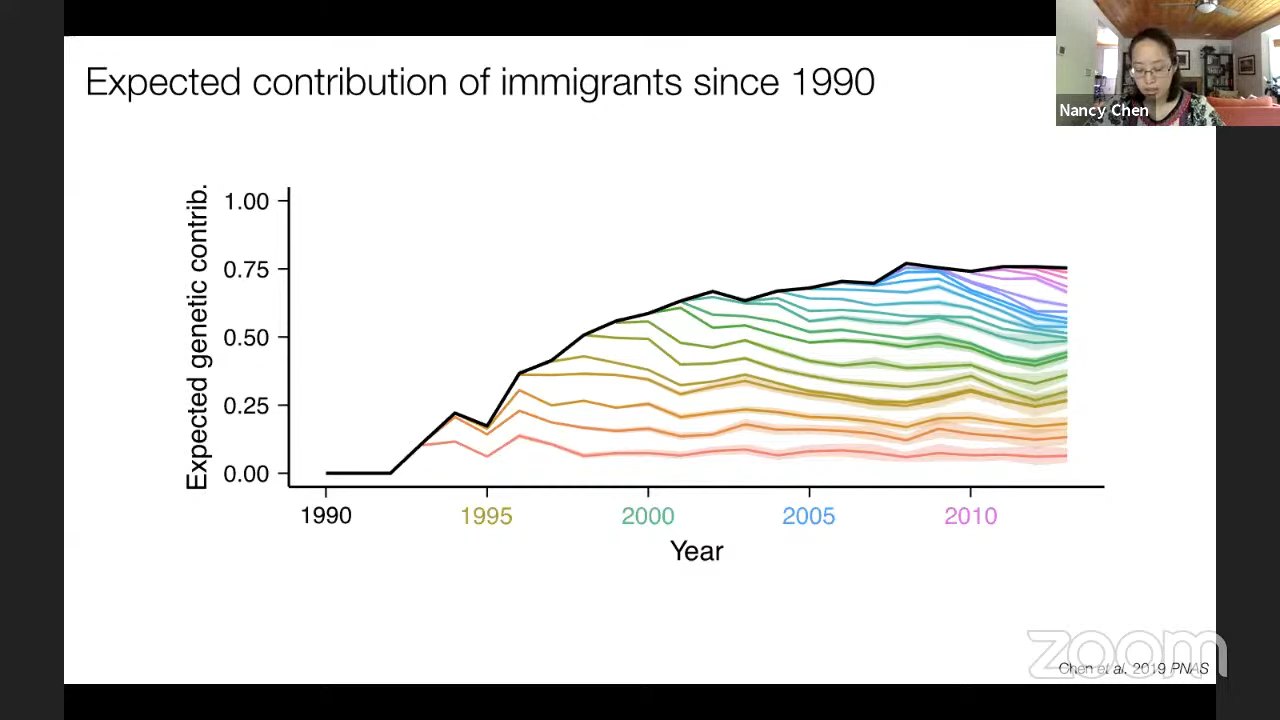 Expected contribution of immigrants since 1990
Nancy Chen
Expected genetic contrib.
1.00
0.75
0.50
0.25
0.00
1990 1995 2000 2005 2010
Year
zoom
Chen et al. 2019 PNAS